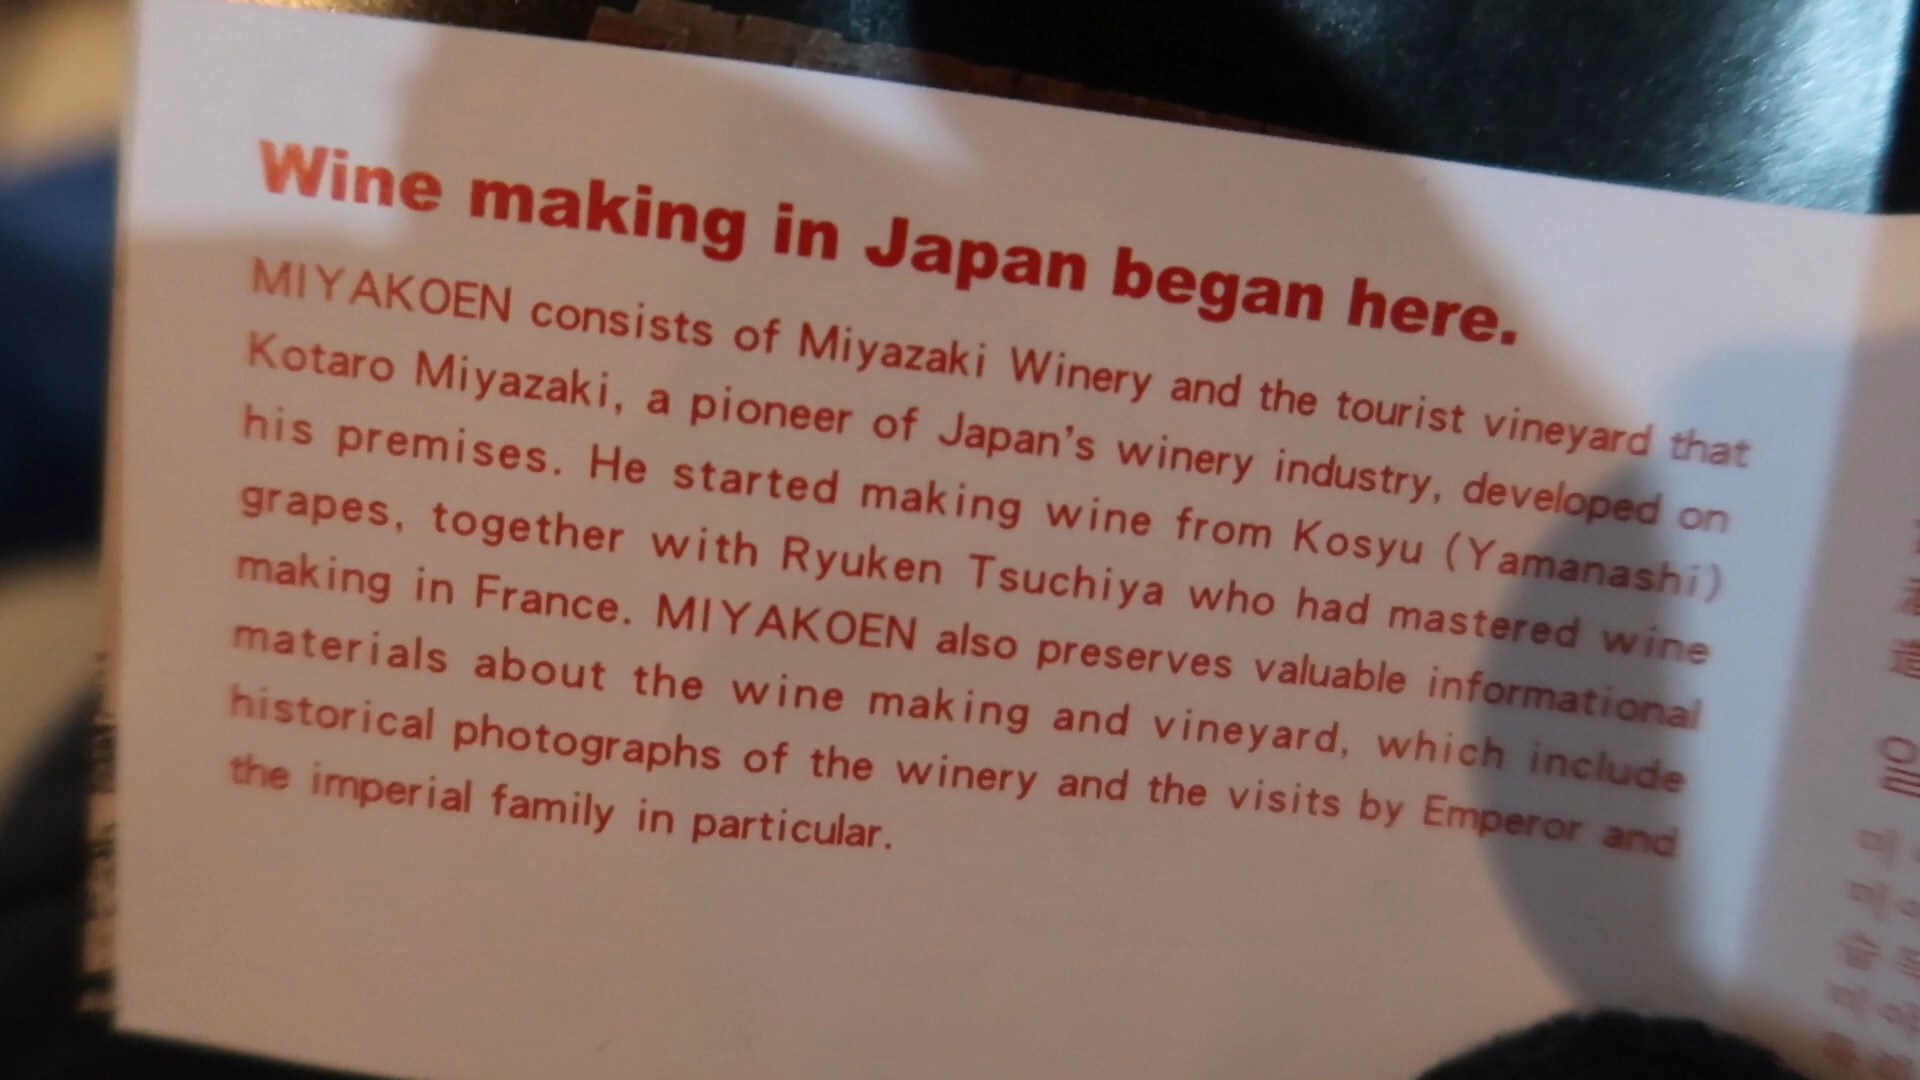 Wine making in Japan began here.
MIYAKOEN consists of Miyazaki Winery and the tourist vineyard that
Kotaro Miyazaki, a pioneer of Japan's winery industry, developed on
his premises. He started making wine from Kosyu (Yamanashi)
grapes, together with Ryuken Tsuchiya who had mastered wine
making in France. MIYAKOEN also preserves valuable informational
materials about the wine making and vineyard, which include
historical photographs of the winery and the visits by Emperor and
the imperial family in particular.